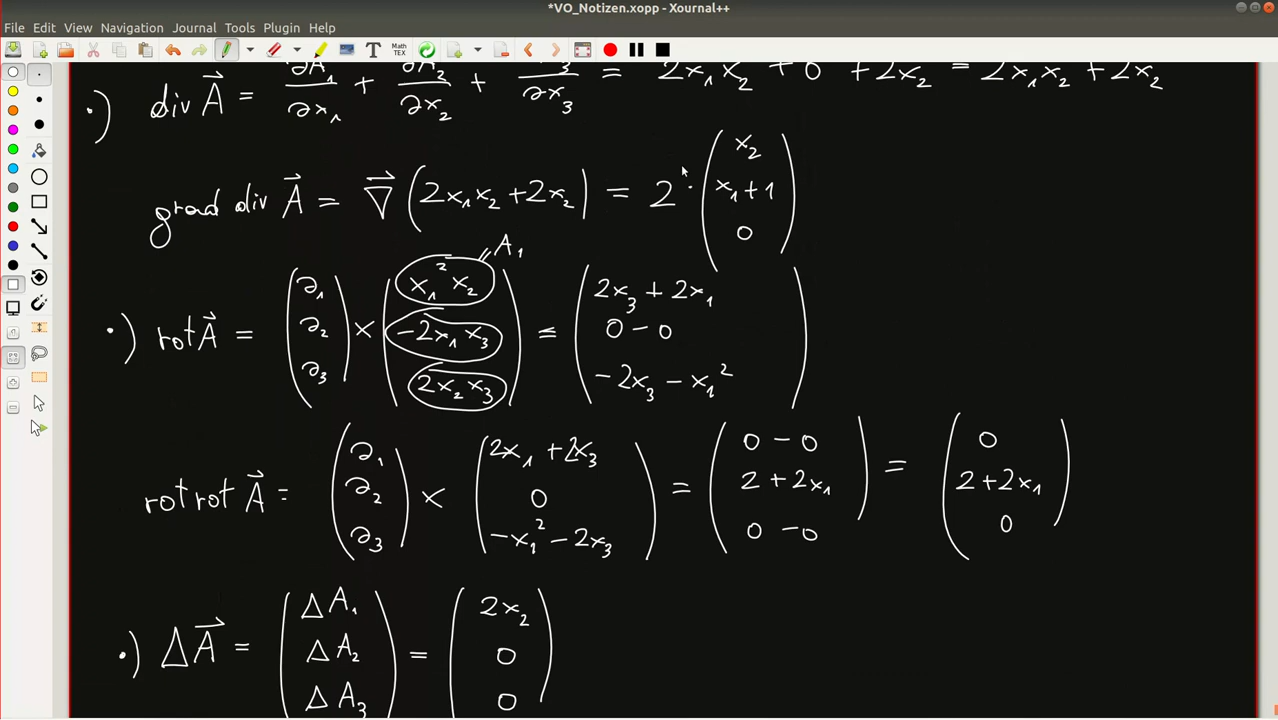 *VO_Notizen.xopp - Xournal++
File Edit View Navigation Journal Tools Plugin Help
T Math TEX
•) div A⃗ = ∂A₁/∂x₁ + ∂A₂/∂x₂ + ∂A₃/∂x₃ = 2x₁x₂ + 0 + 2x₂ = 2x₁x₂ + 2x₂
grad div A⃗ = ∇⃗ (2x₁x₂ + 2x₂) = 2 · (x₂, x₁ + 1, 0)
= A₁
•) rot A⃗ = (∂₁, ∂₂, ∂₃) × (x₁²x₂, -2x₁x₃, 2x₂x₃) = (2x₃ + 2x₁, 0 - 0, -2x₃ - x₁²)
rot rot A⃗ = (∂₁, ∂₂, ∂₃) × (2x₁ + 2x₃, 0, -x₁² - 2x₃) = (0 - 0, 2 + 2x₁, 0 - 0) = (0, 2 + 2x₁, 0)
•) ΔA⃗ = (ΔA₁, ΔA₂, ΔA₃) = (2x₂, 0, 0)